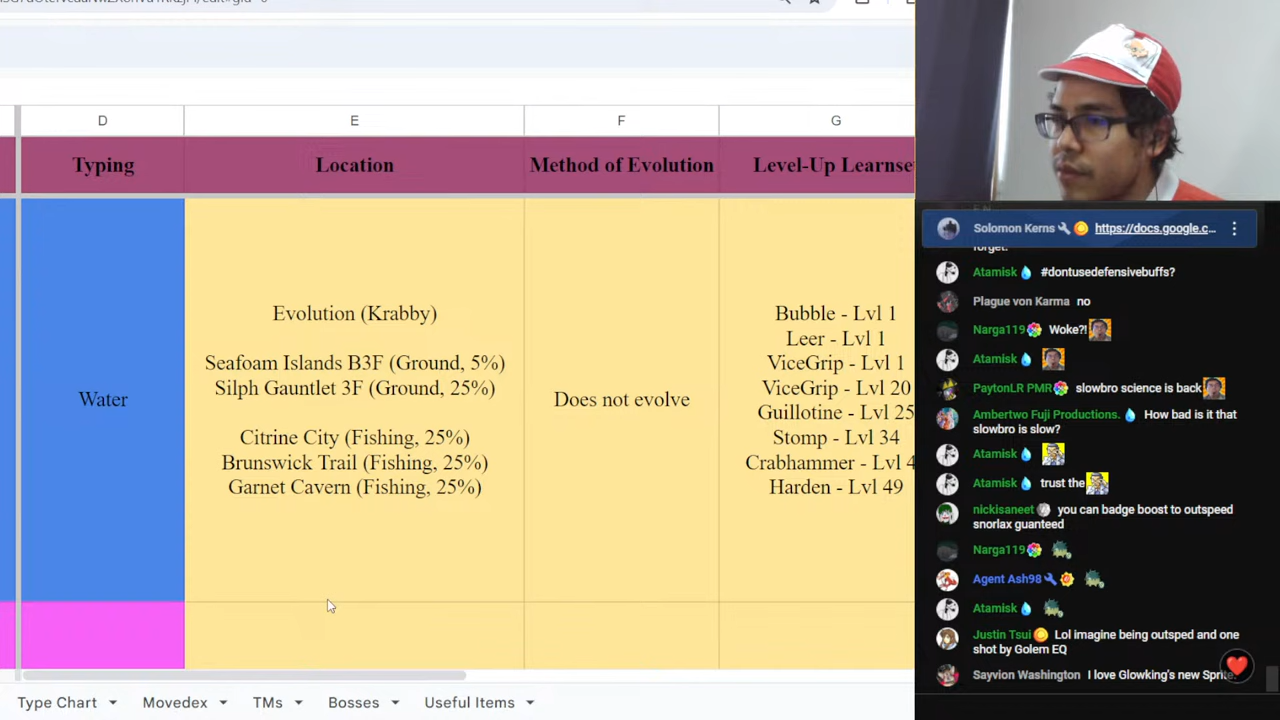 D
E
F
G
Typing
Location
Method of Evolution
Level-Up Learnse
Water
Evolution (Krabby)
Seafoam Islands B3F (Ground, 5%)
Silph Gauntlet 3F (Ground, 25%)
Citrine City (Fishing, 25%)
Brunswick Trail (Fishing, 25%)
Garnet Cavern (Fishing, 25%)
Does not evolve
Bubble - Lvl 1
Leer - Lvl 1
ViceGrip - Lvl 1
ViceGrip - Lvl 20
Guillotine - Lvl 25
Stomp - Lvl 34
Crabhammer - Lvl 4
Harden - Lvl 49
Type Chart
Movedex
TMs
Bosses
Useful Items
Solomon Kerns https://docs.google.c...
forget.
Atamisk #dontusedefensivebuffs?
Plague von Karma no
Narga119 Woke?!
Atamisk
PaytonLR PMR slowbro science is back
Ambertwo Fuji Productions. How bad is it that
slowbro is slow?
Atamisk
Atamisk trust the
nickisaneet you can badge boost to outspeed
snorlax guanteed
Narga119
Agent Ash98
Atamisk
Justin Tsui Lol imagine being outsped and one
shot by Golem EQ
Sayvion Washington I love Glowking's new Sprite